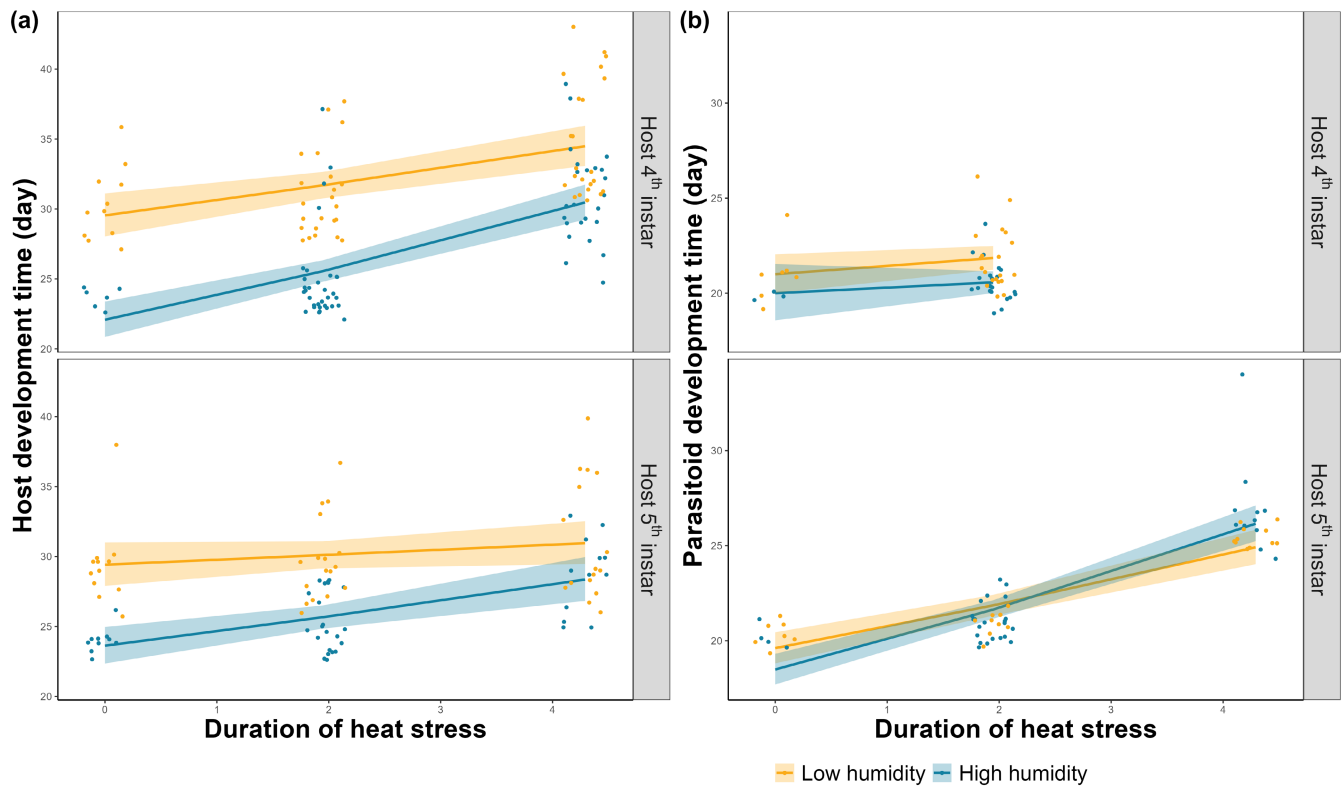 (a)
Host development time (day)
40
35
30
25
20
Host 4th instar
40
35
30
25
20
Host 5th instar
0 1 2 3 4
Duration of heat stress
(b)
Parasitoid development time (day)
30
25
20
Host 4th instar
30
25
20
Host 5th instar
0 1 2 3 4
Duration of heat stress
Low humidity High humidity